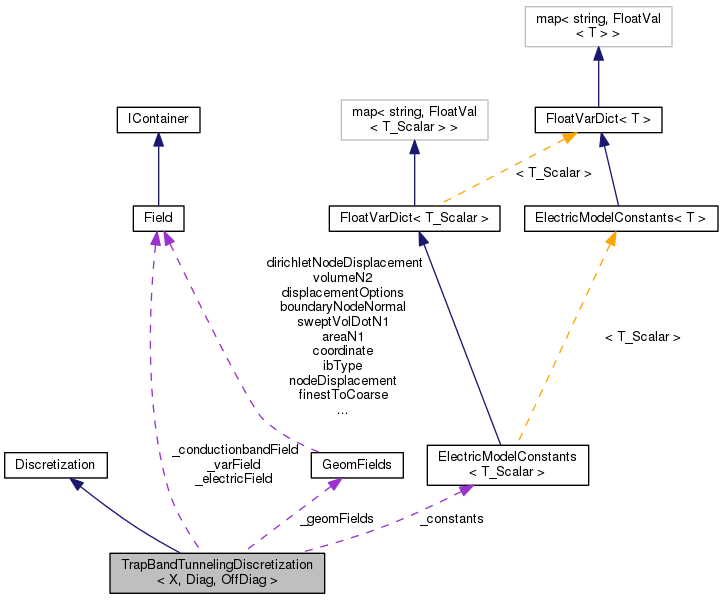 map< string, FloatVal
< T > >
IContainer
map< string, FloatVal
< T_Scalar > >
FloatVarDict< T >
< T_Scalar >
Field
FloatVarDict< T_Scalar >
ElectricModelConstants< T >
dirichletNodeDisplacement
volumeN2
displacementOptions
boundaryNodeNormal
sweptVolDotN1
areaN1
coordinate
ibType
nodeDisplacement
finestToCoarse
...
< T_Scalar >
Discretization
_conductionbandField
_varField
_electricField
GeomFields
ElectricModelConstants
< T_Scalar >
_geomFields
_constants
TrapBandTunnelingDiscretization
< X, Diag, OffDiag >